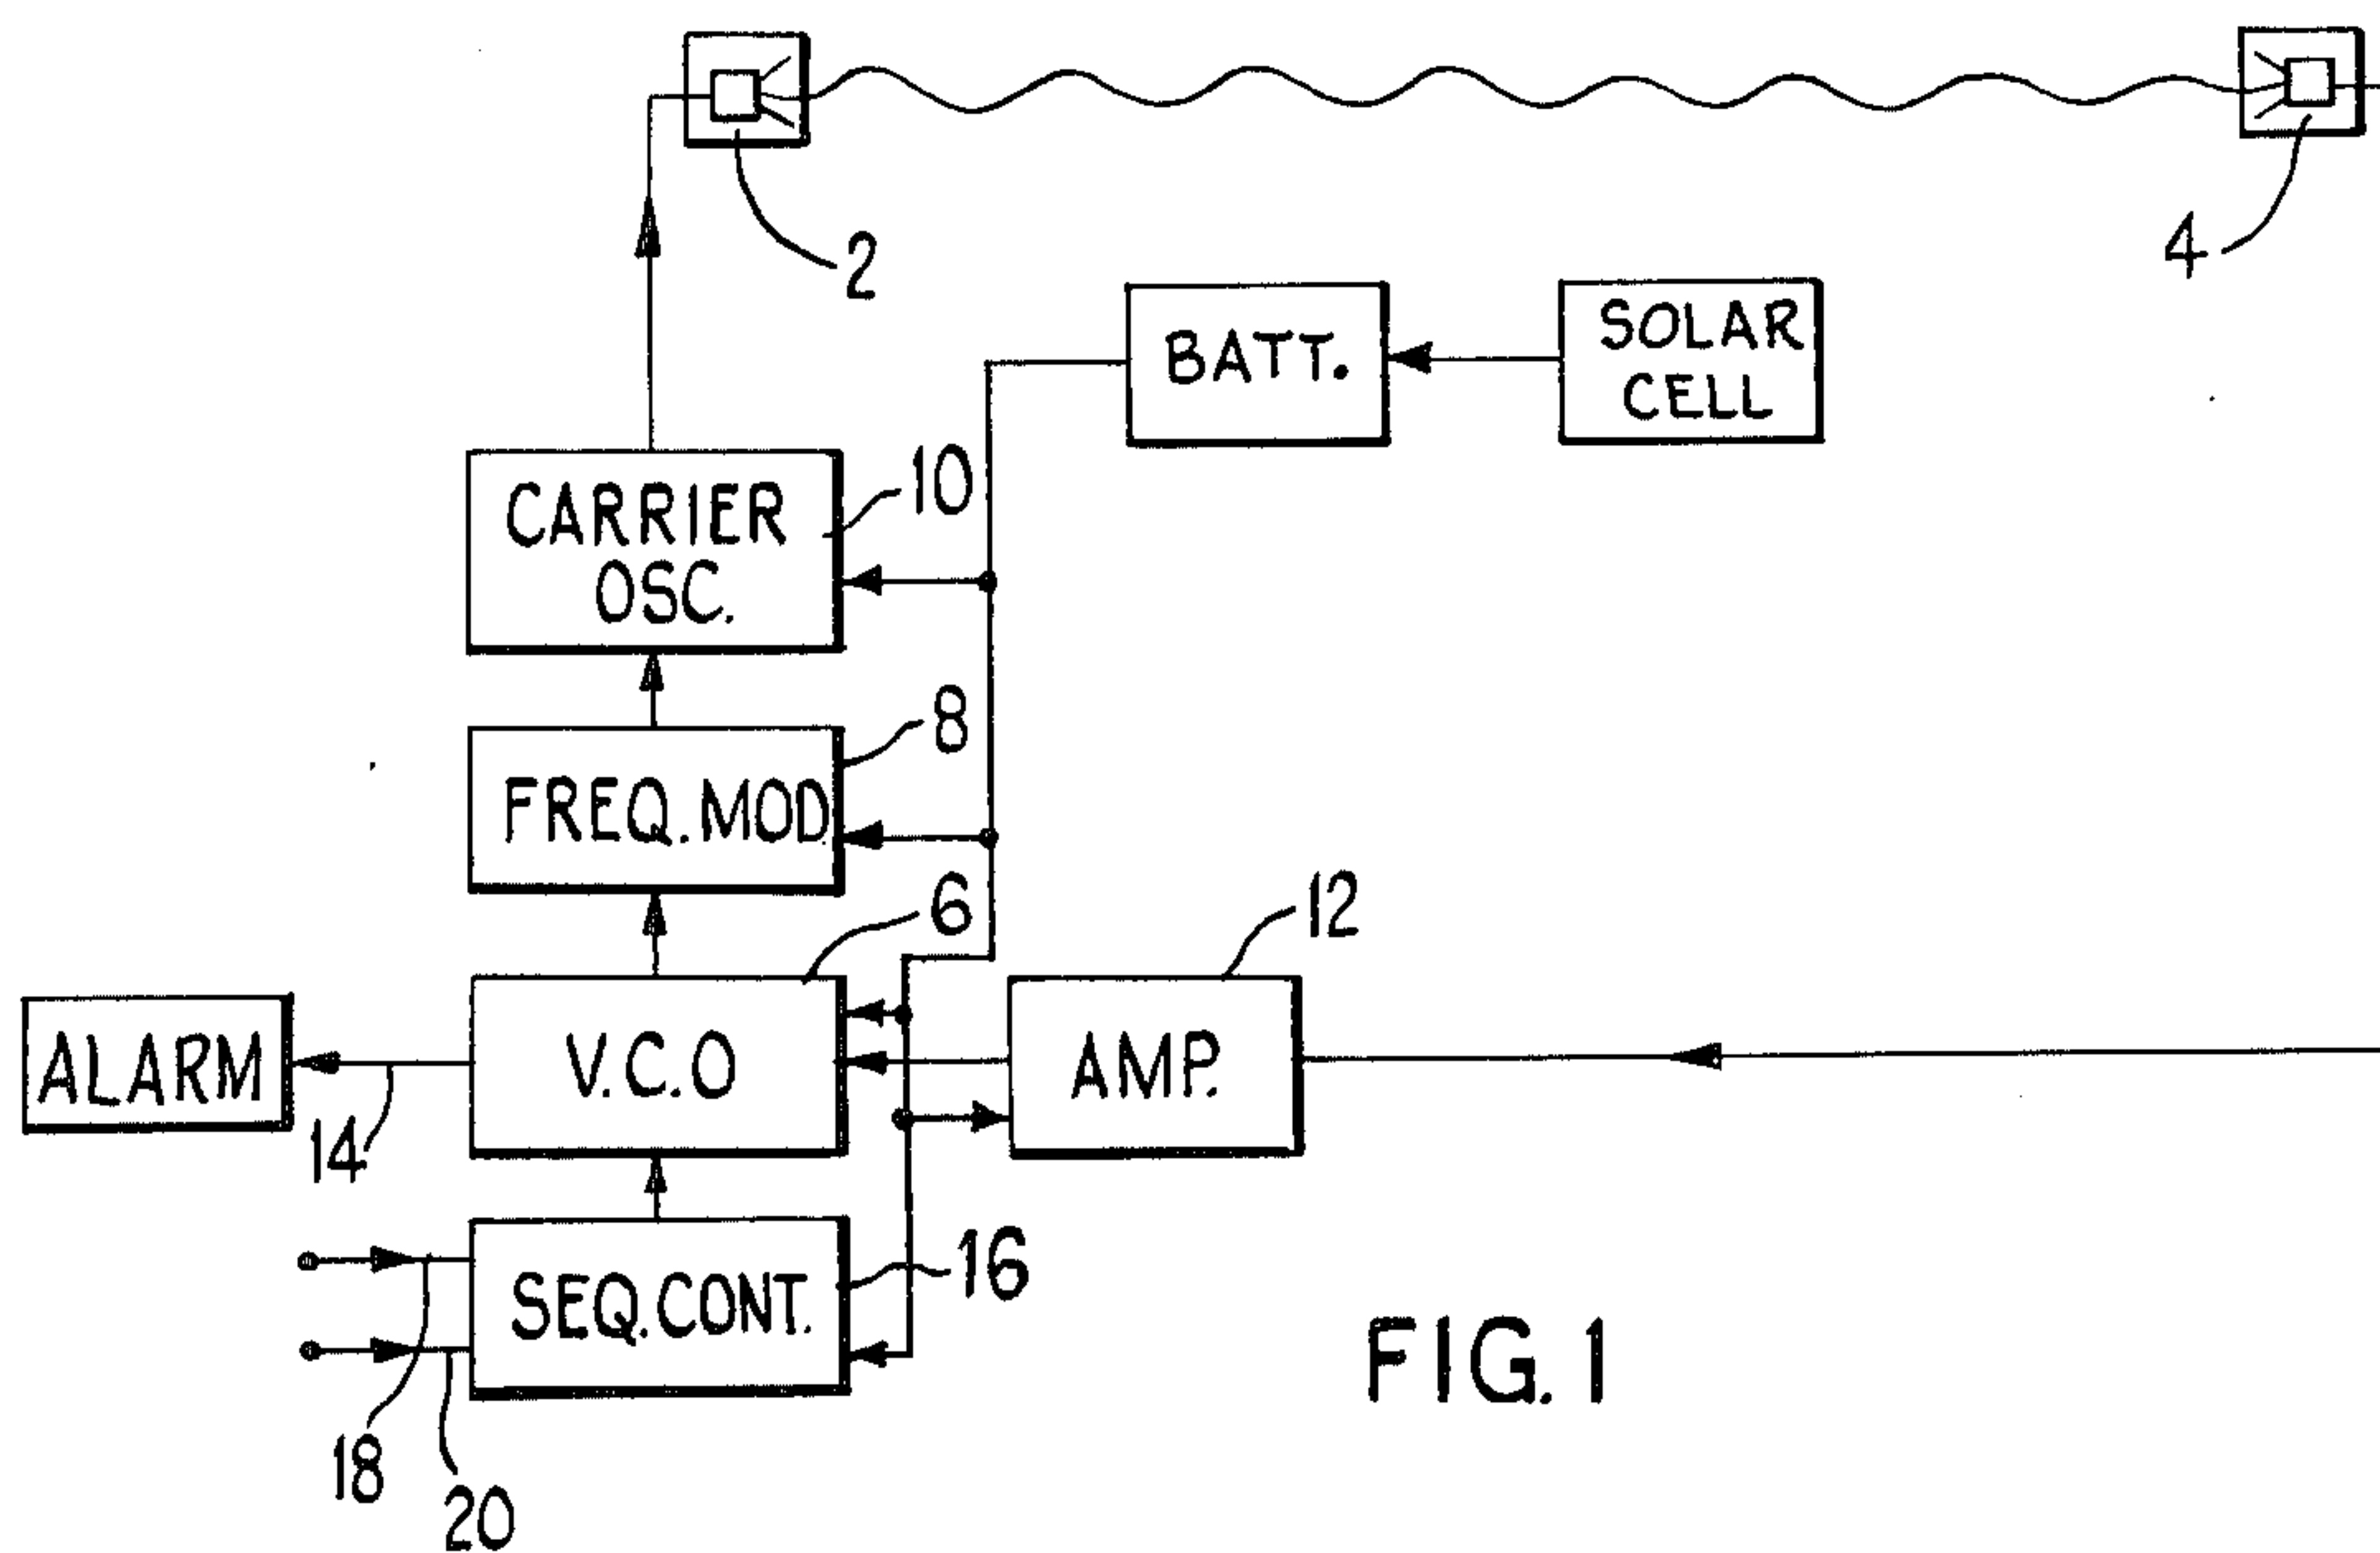 2
4
BATT.
SOLAR
CELL
10
CARRIER
OSC.
8
FREQ. MOD.
6
12
ALARM
V.C.O
AMP.
14
16
SEQ. CONT.
18
20
FIG. 1